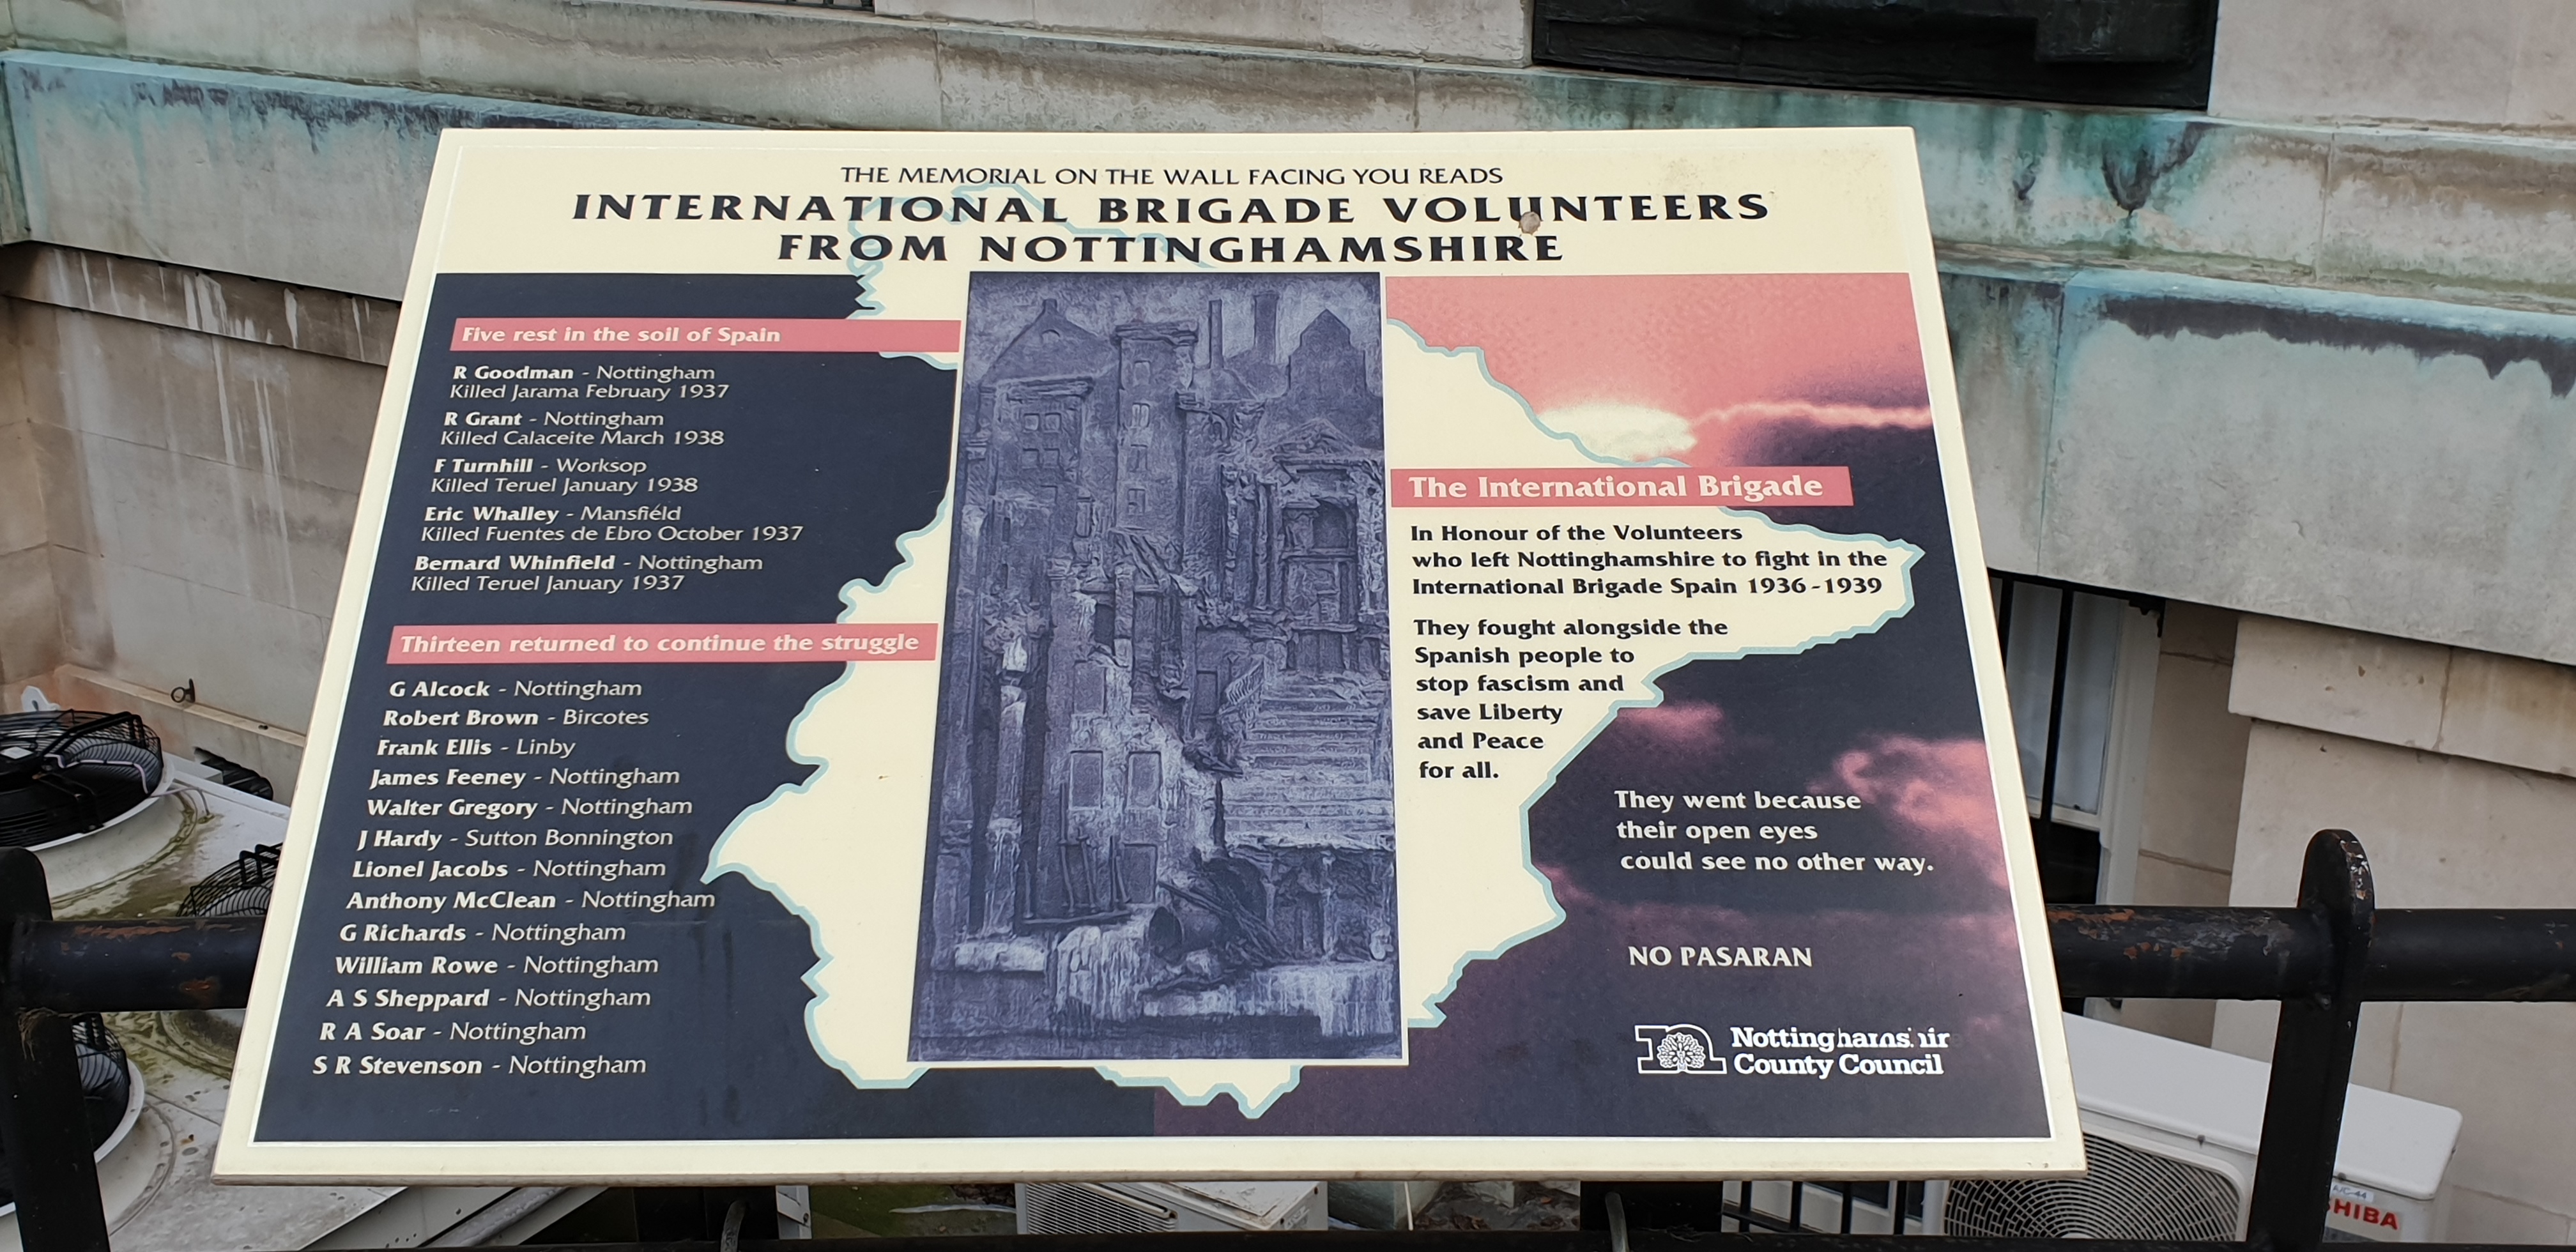 THE MEMORIAL ON THE WALL FACING YOU READS
INTERNATIONAL BRIGADE VOLUNTEERS
FROM NOTTINGHAMSHIRE
Five rest in the soil of Spain
R Goodman - Nottingham
Killed Jarama February 1937
R Grant - Nottingham
Killed Calaceite March 1938
F Turnhill - Worksop
Killed Teruel January 1938
Eric Whalley - Mansfiéld
Killed Fuentes de Ebro October 1937
Bernard Whinfield - Nottingham
Killed Teruel January 1937
Thirteen returned to continue the struggle
G Alcock - Nottingham
Robert Brown - Bircotes
Frank Ellis - Linby
James Feeney - Nottingham
Walter Gregory - Nottingham
J Hardy - Sutton Bonnington
Lionel Jacobs - Nottingham
Anthony McClean - Nottingham
G Richards - Nottingham
William Rowe - Nottingham
A S Sheppard - Nottingham
R A Soar - Nottingham
S R Stevenson - Nottingham
The International Brigade
In Honour of the Volunteers
who left Nottinghamshire to fight in the
International Brigade Spain 1936-1939
They fought alongside the
Spanish people to
stop fascism and
save Liberty
and Peace
for all.
They went because
their open eyes
could see no other way.
NO PASARAN
Nottinghams ir
County Council
A/C-44
HIBA